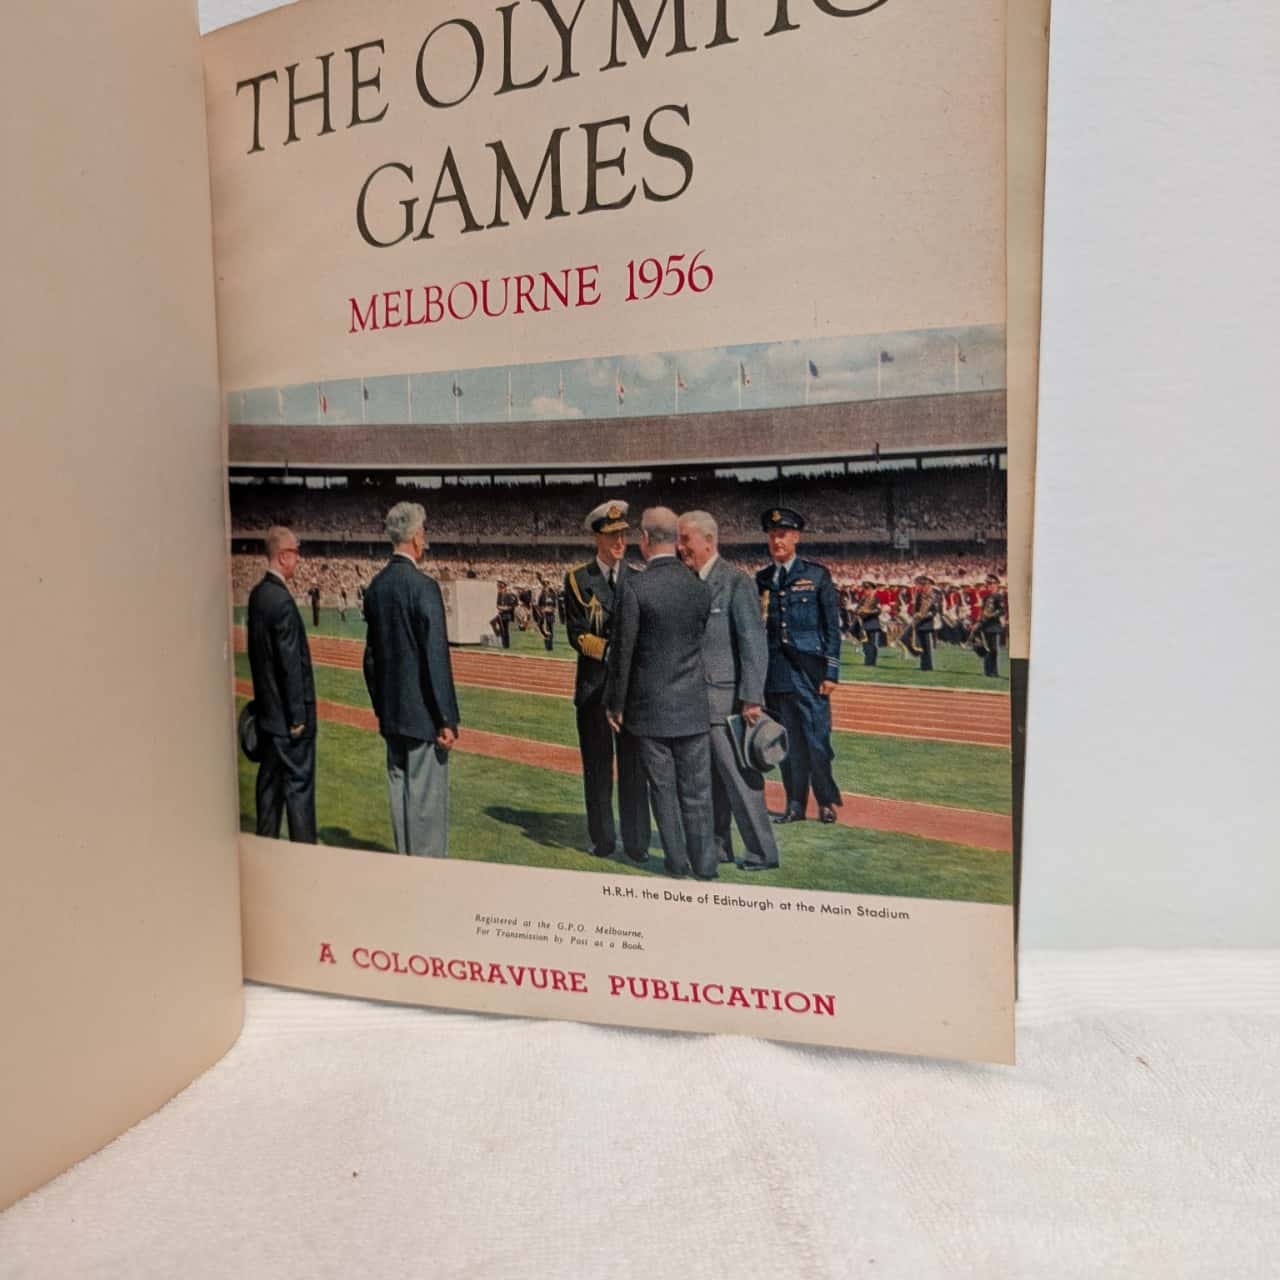 THE OLYMPIC
GAMES
MELBOURNE 1956
H.R.H. the Duke of Edinburgh at the Main Stadium
Registered at the G.P.O. Melbourne,
For Transmission by Post as a Book.
A COLORGRAVURE PUBLICATION